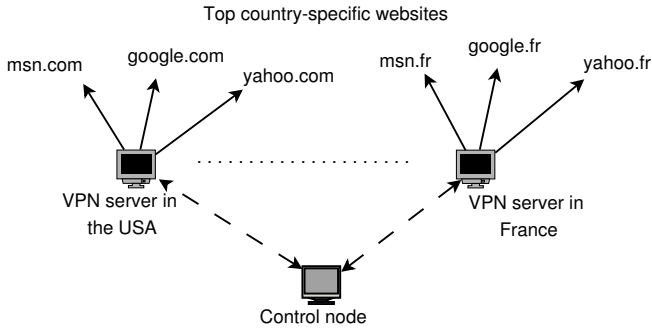 Top country-specific websites
msn.com
google.com
yahoo.com
msn.fr
google.fr
yahoo.fr
VPN server in
the USA
VPN server in
France
Control node